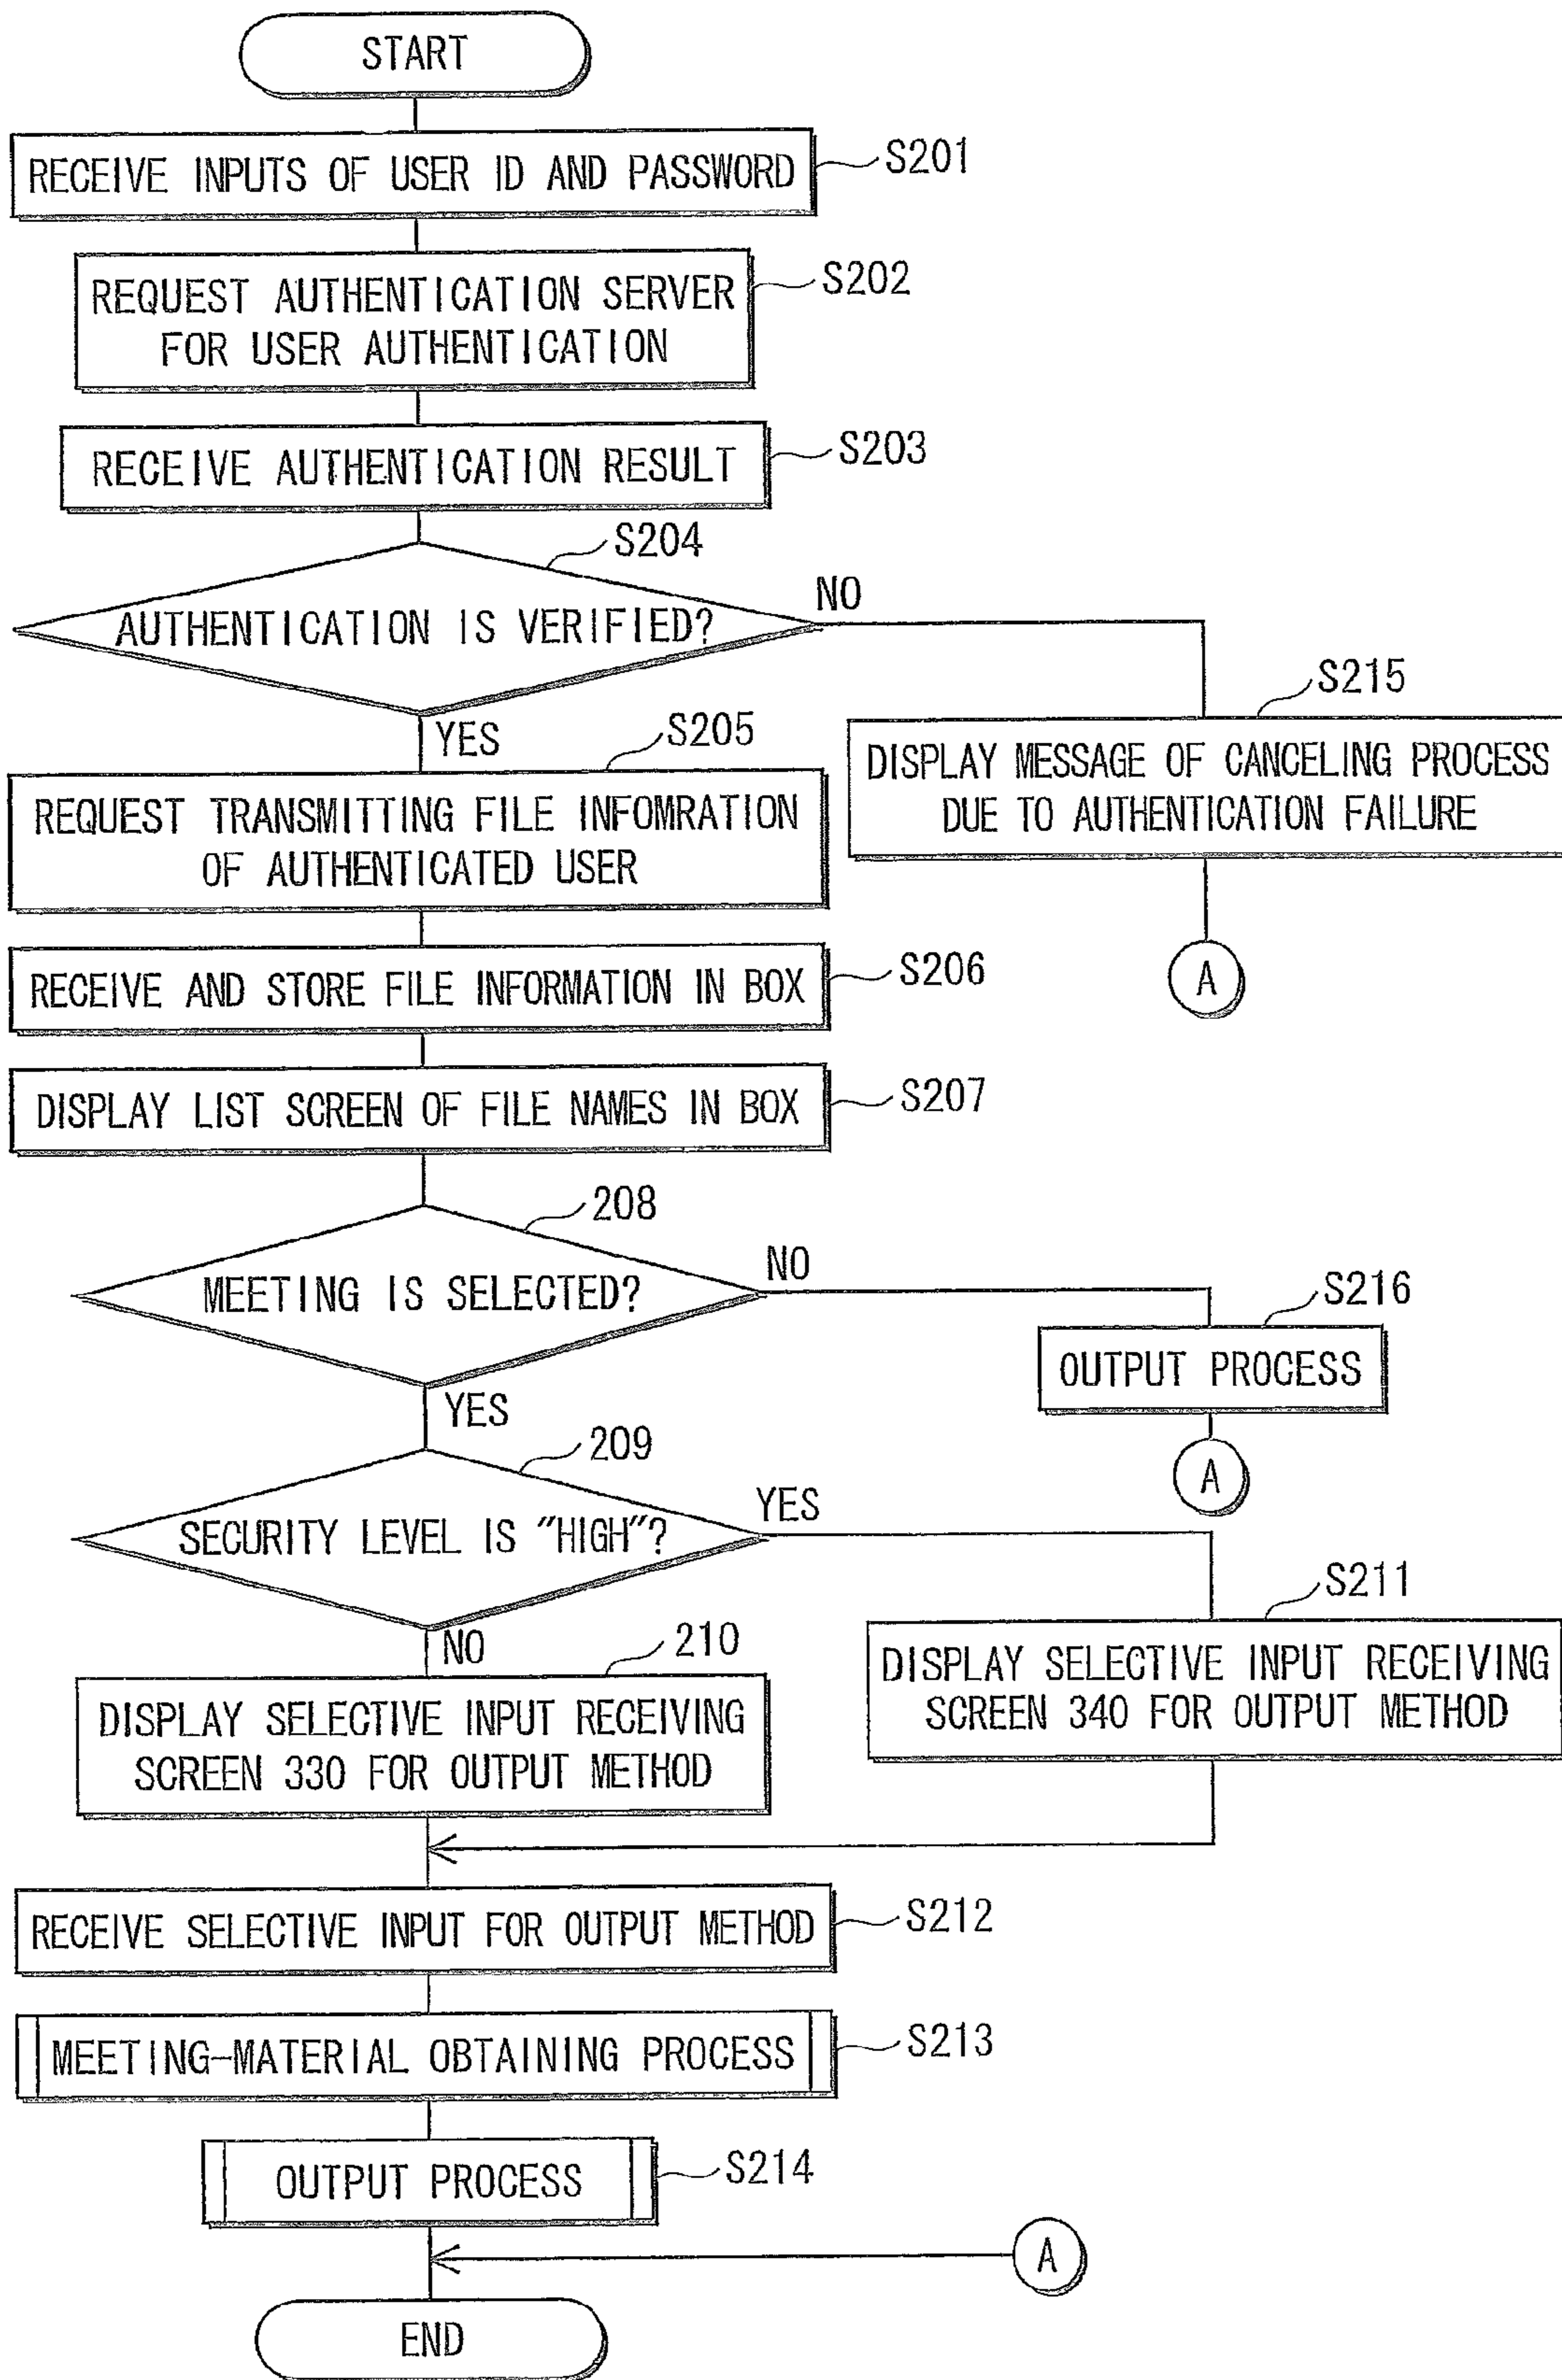 START
RECEIVE INPUTS OF USER ID AND PASSWORD
S201
REQUEST AUTHENTICATION SERVER
FOR USER AUTHENTICATION
S202
RECEIVE AUTHENTICATION RESULT
S203
S204
AUTHENTICATION IS VERIFIED?
NO
YES
S215
DISPLAY MESSAGE OF CANCELING PROCESS
DUE TO AUTHENTICATION FAILURE
A
S205
REQUEST TRANSMITTING FILE INFOMRATION
OF AUTHENTICATED USER
RECEIVE AND STORE FILE INFORMATION IN BOX
S206
DISPLAY LIST SCREEN OF FILE NAMES IN BOX
S207
208
MEETING IS SELECTED?
NO
YES
S216
OUTPUT PROCESS
A
209
SECURITY LEVEL IS "HIGH"?
YES
NO
S211
DISPLAY SELECTIVE INPUT RECEIVING
SCREEN 340 FOR OUTPUT METHOD
210
DISPLAY SELECTIVE INPUT RECEIVING
SCREEN 330 FOR OUTPUT METHOD
RECEIVE SELECTIVE INPUT FOR OUTPUT METHOD
S212
MEETING-MATERIAL OBTAINING PROCESS
S213
OUTPUT PROCESS
S214
A
END